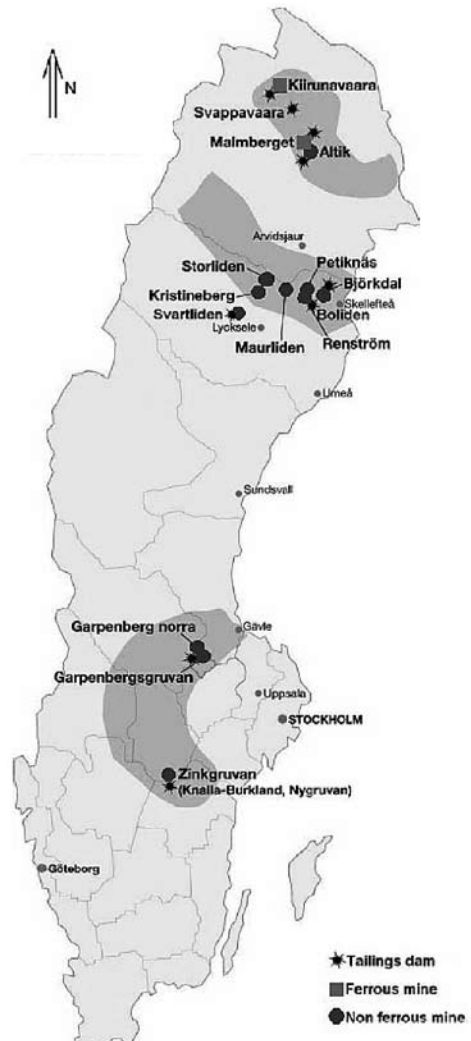 N
Kiirunavaara
Svappavaara
Malmberget
Altik
Arvidsjaur
Storliden
Petiknäs
Björkdal
Kristineberg
Skellefteå
Svartliden
Boliden
Lycksele
Renström
Maurliden
Umeå
Sundsvall
Garpenberg norra
Gävle
Garpenbergsgruvan
Uppsala
STOCKHOLM
Zinkgruvan
(Knalla-Burkland, Nygruvan)
Göteborg
Tailings dam
Ferrous mine
Non ferrous mine